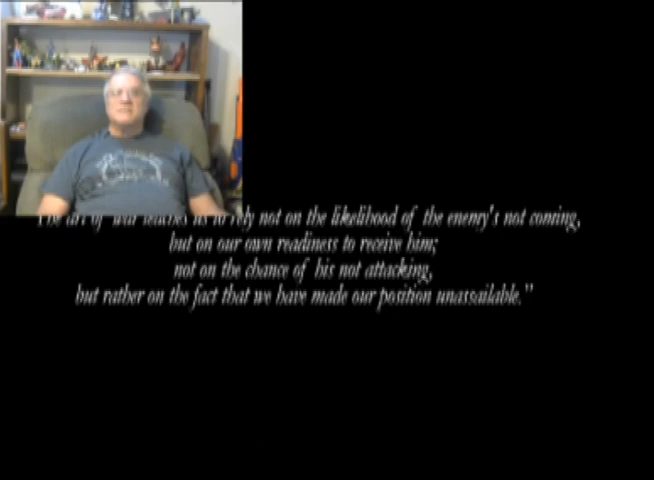 The art of war teaches us to rely not on the likelihood of the enemy's not coming,
but on our own readiness to receive him;
not on the chance of his not attacking,
but rather on the fact that we have made our position unassailable."